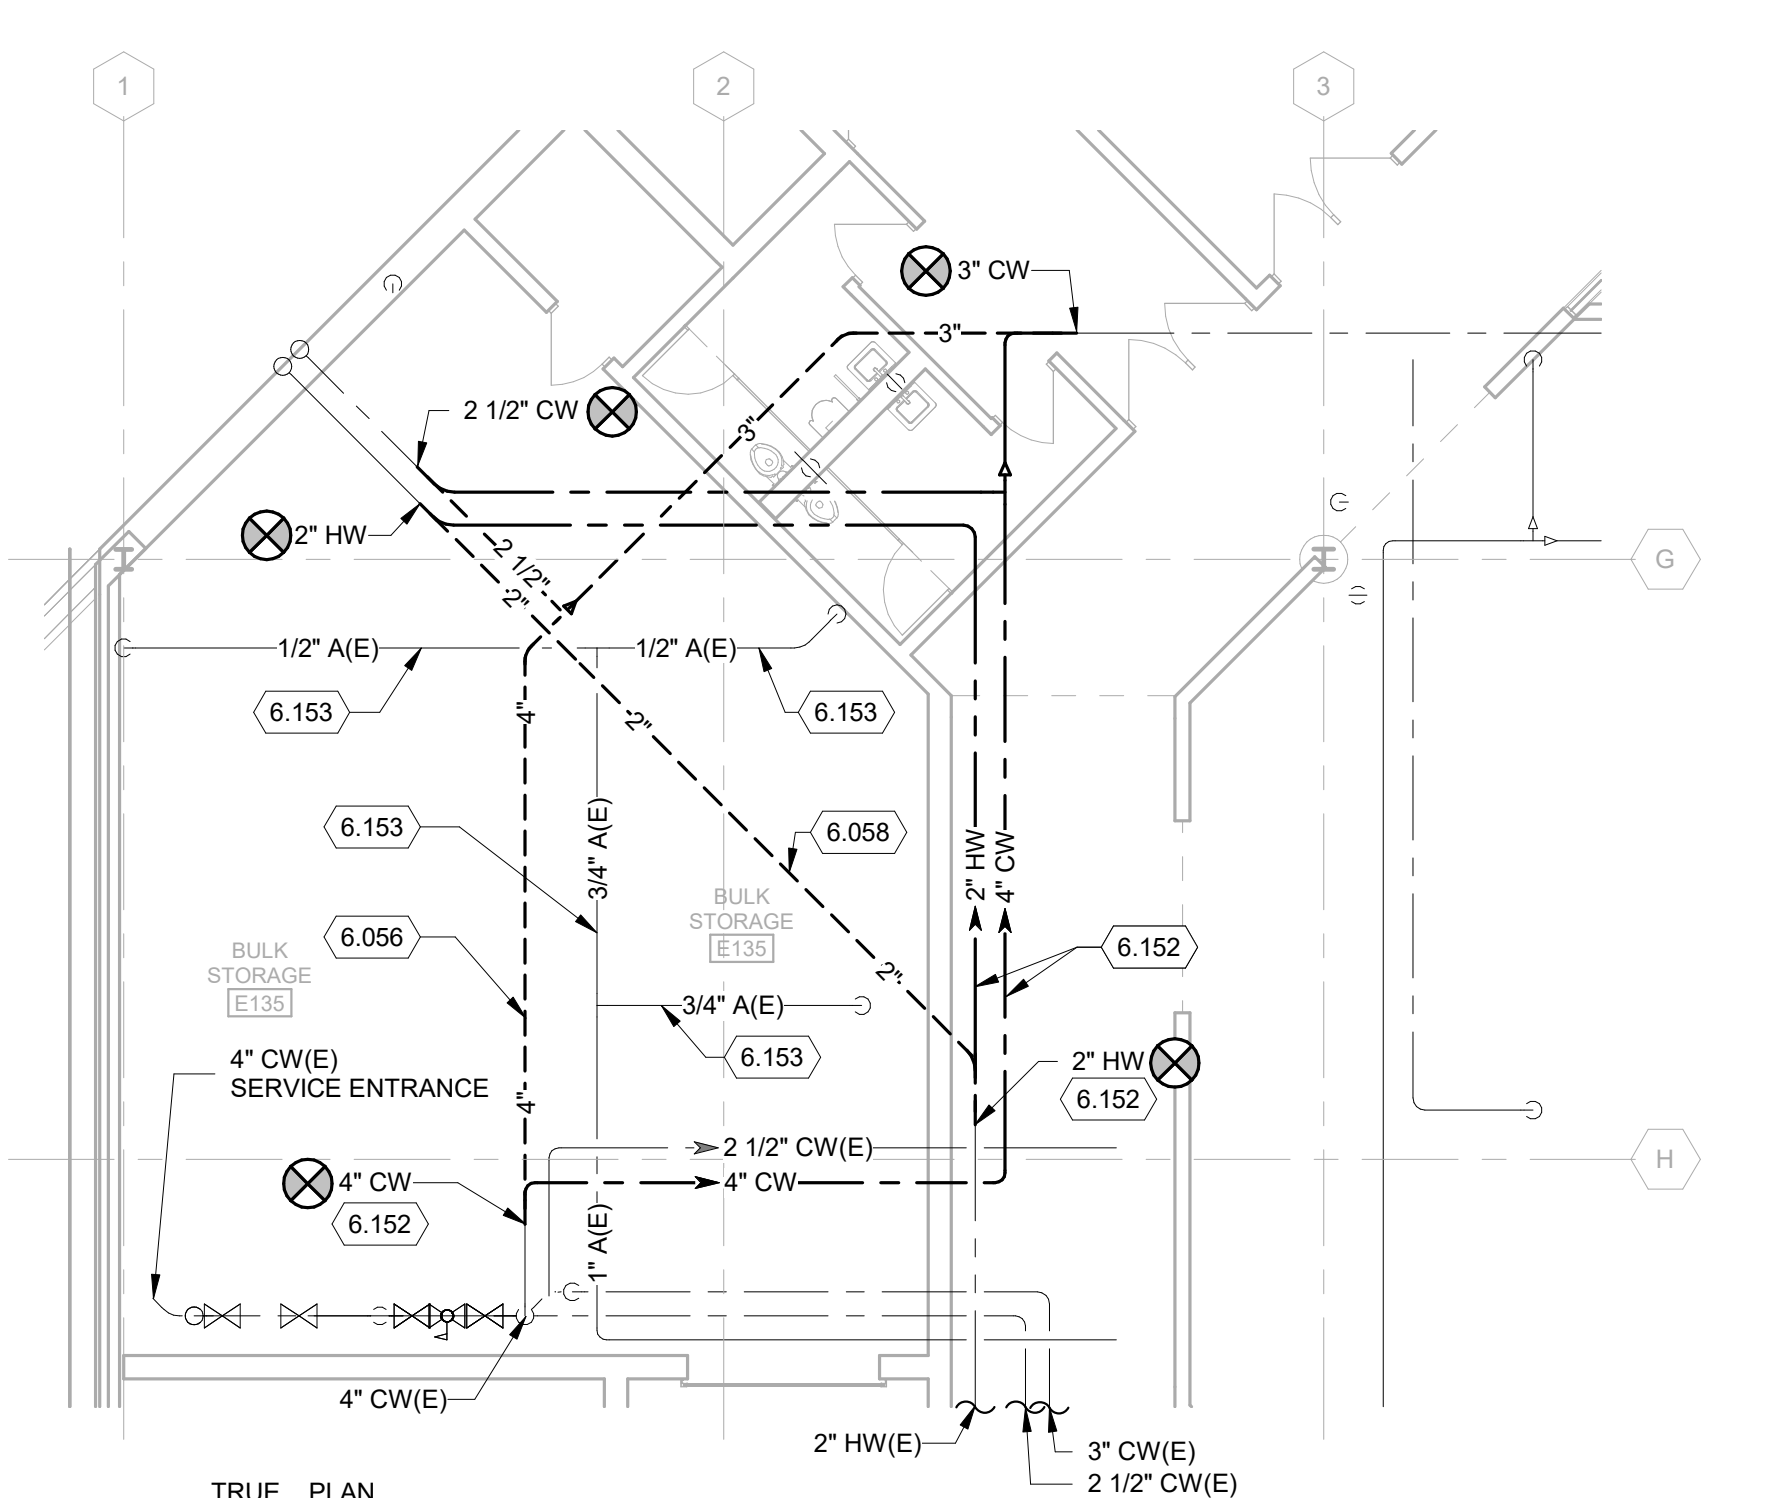 1
2
3
3" CW
3"
2 1/2" CW
3"
2" HW
2 1/2"
2"
G
1/2" A(E)
1/2" A(E)
6.153
6.153
4"
2"
6.153
3/4" A(E)
6.058
2" HW
4" CW
BULK
STORAGE
E135
6.056
BULK
STORAGE
E135
6.152
2"
3/4" A(E)
6.153
4" CW(E)
SERVICE ENTRANCE
4"
2" HW
6.152
2 1/2" CW(E)
H
4" CW
4" CW
6.152
1" A(E)
4" CW(E)
2" HW(E)
3" CW(E)
2 1/2" CW(E)
TRUE PLAN